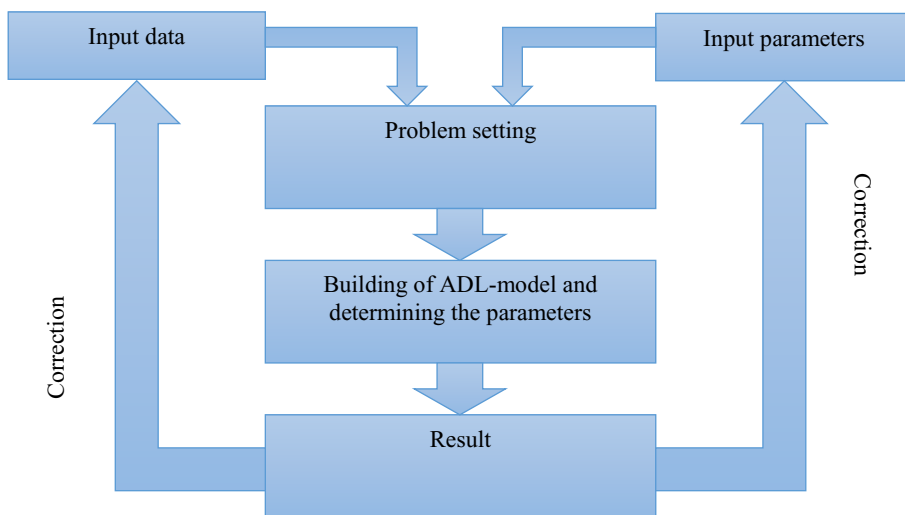 Input data
Input parameters
Problem setting
Building of ADL-model and
determining the parameters
Result
Correction
Correction